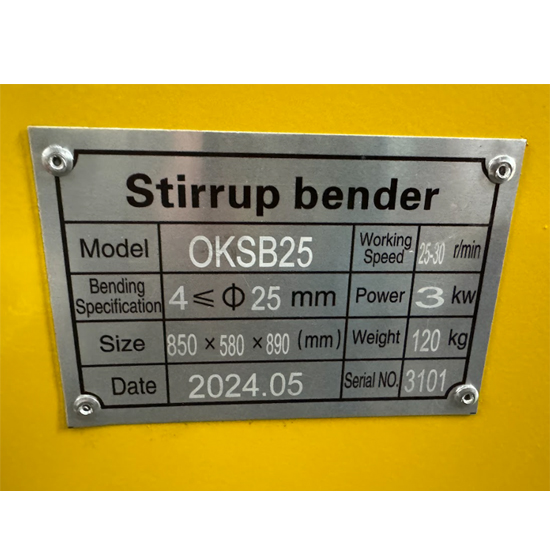 Stirrup bender
Model OKSB25 Working Speed 25-30 r/min
Bending Specification 4≤Φ25 mm Power 3 kw
Size 850×580×890 (mm) Weight 120 kg
Date 2024.05 Serial NO. 3101